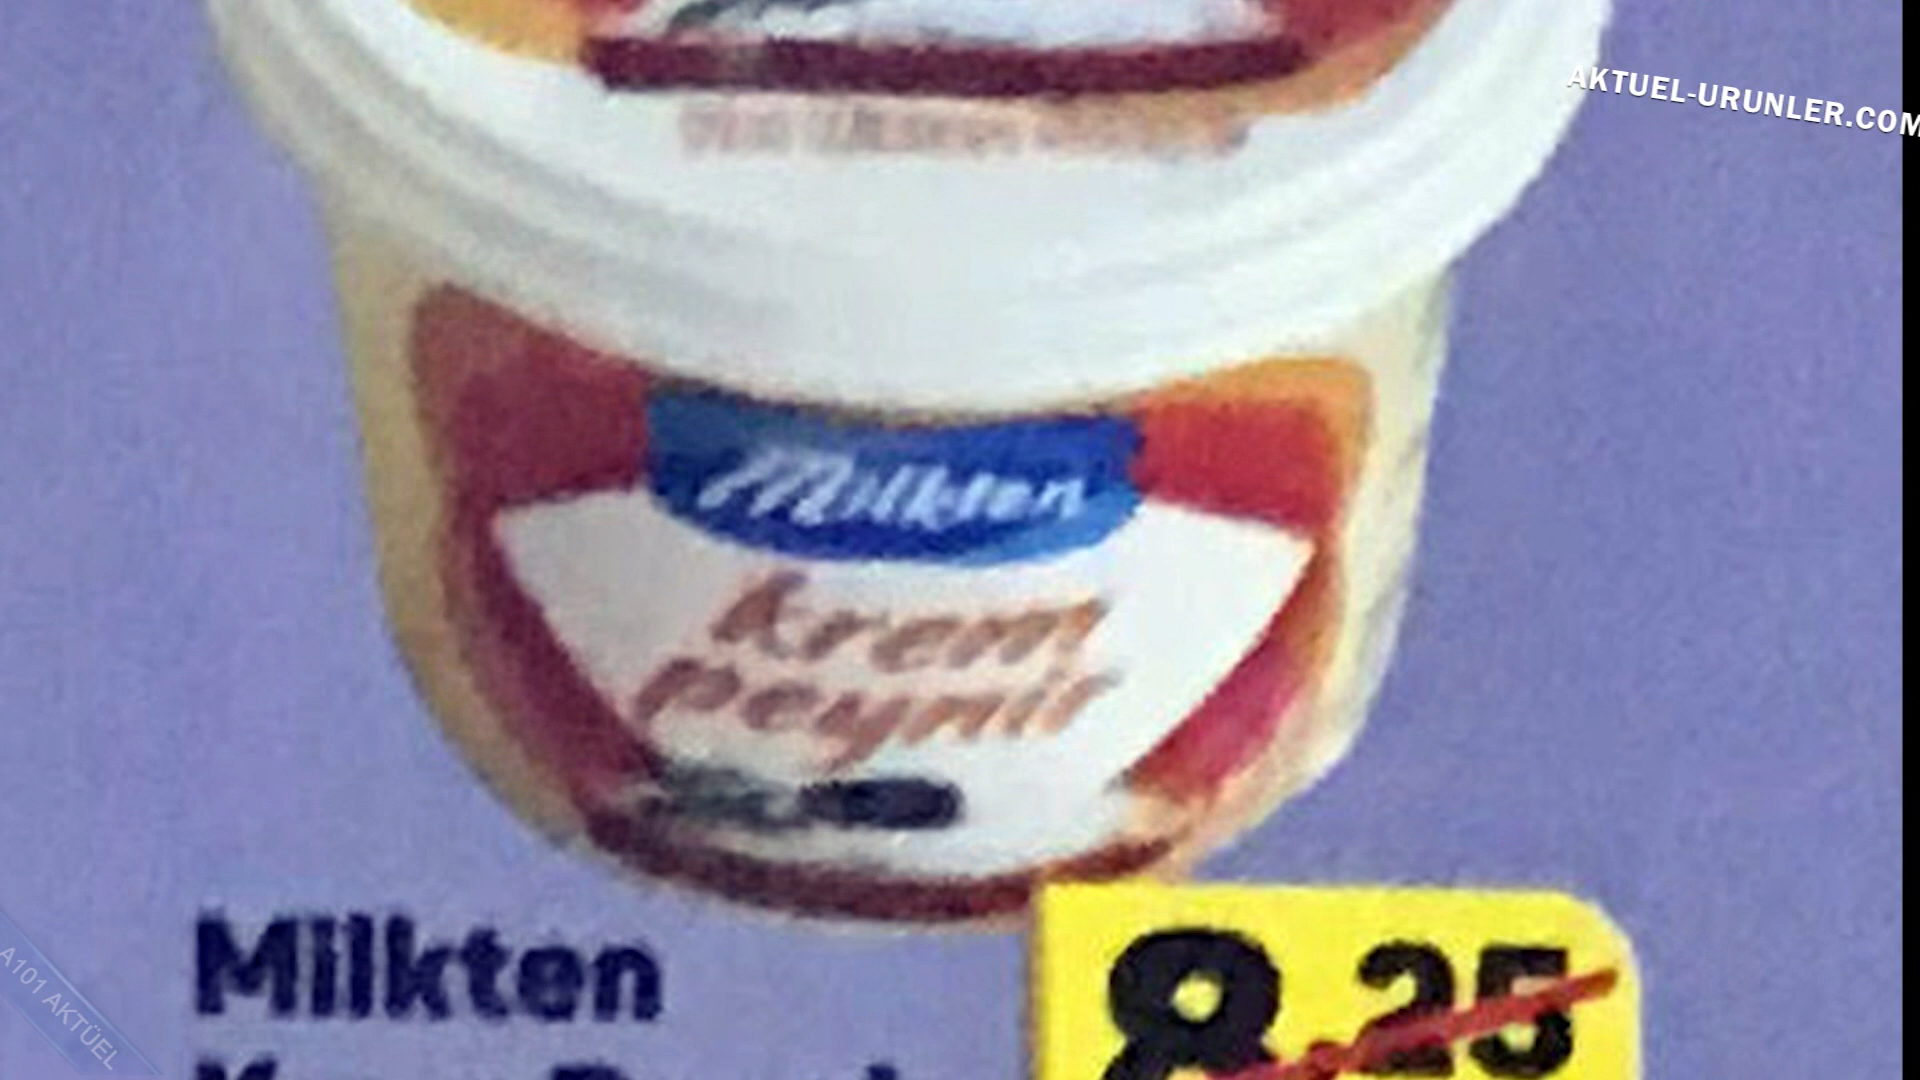 AKTUEL-URUNLER.COM
Milkten
krem
peynir
Milkten
8.25
A101 AKTÜEL